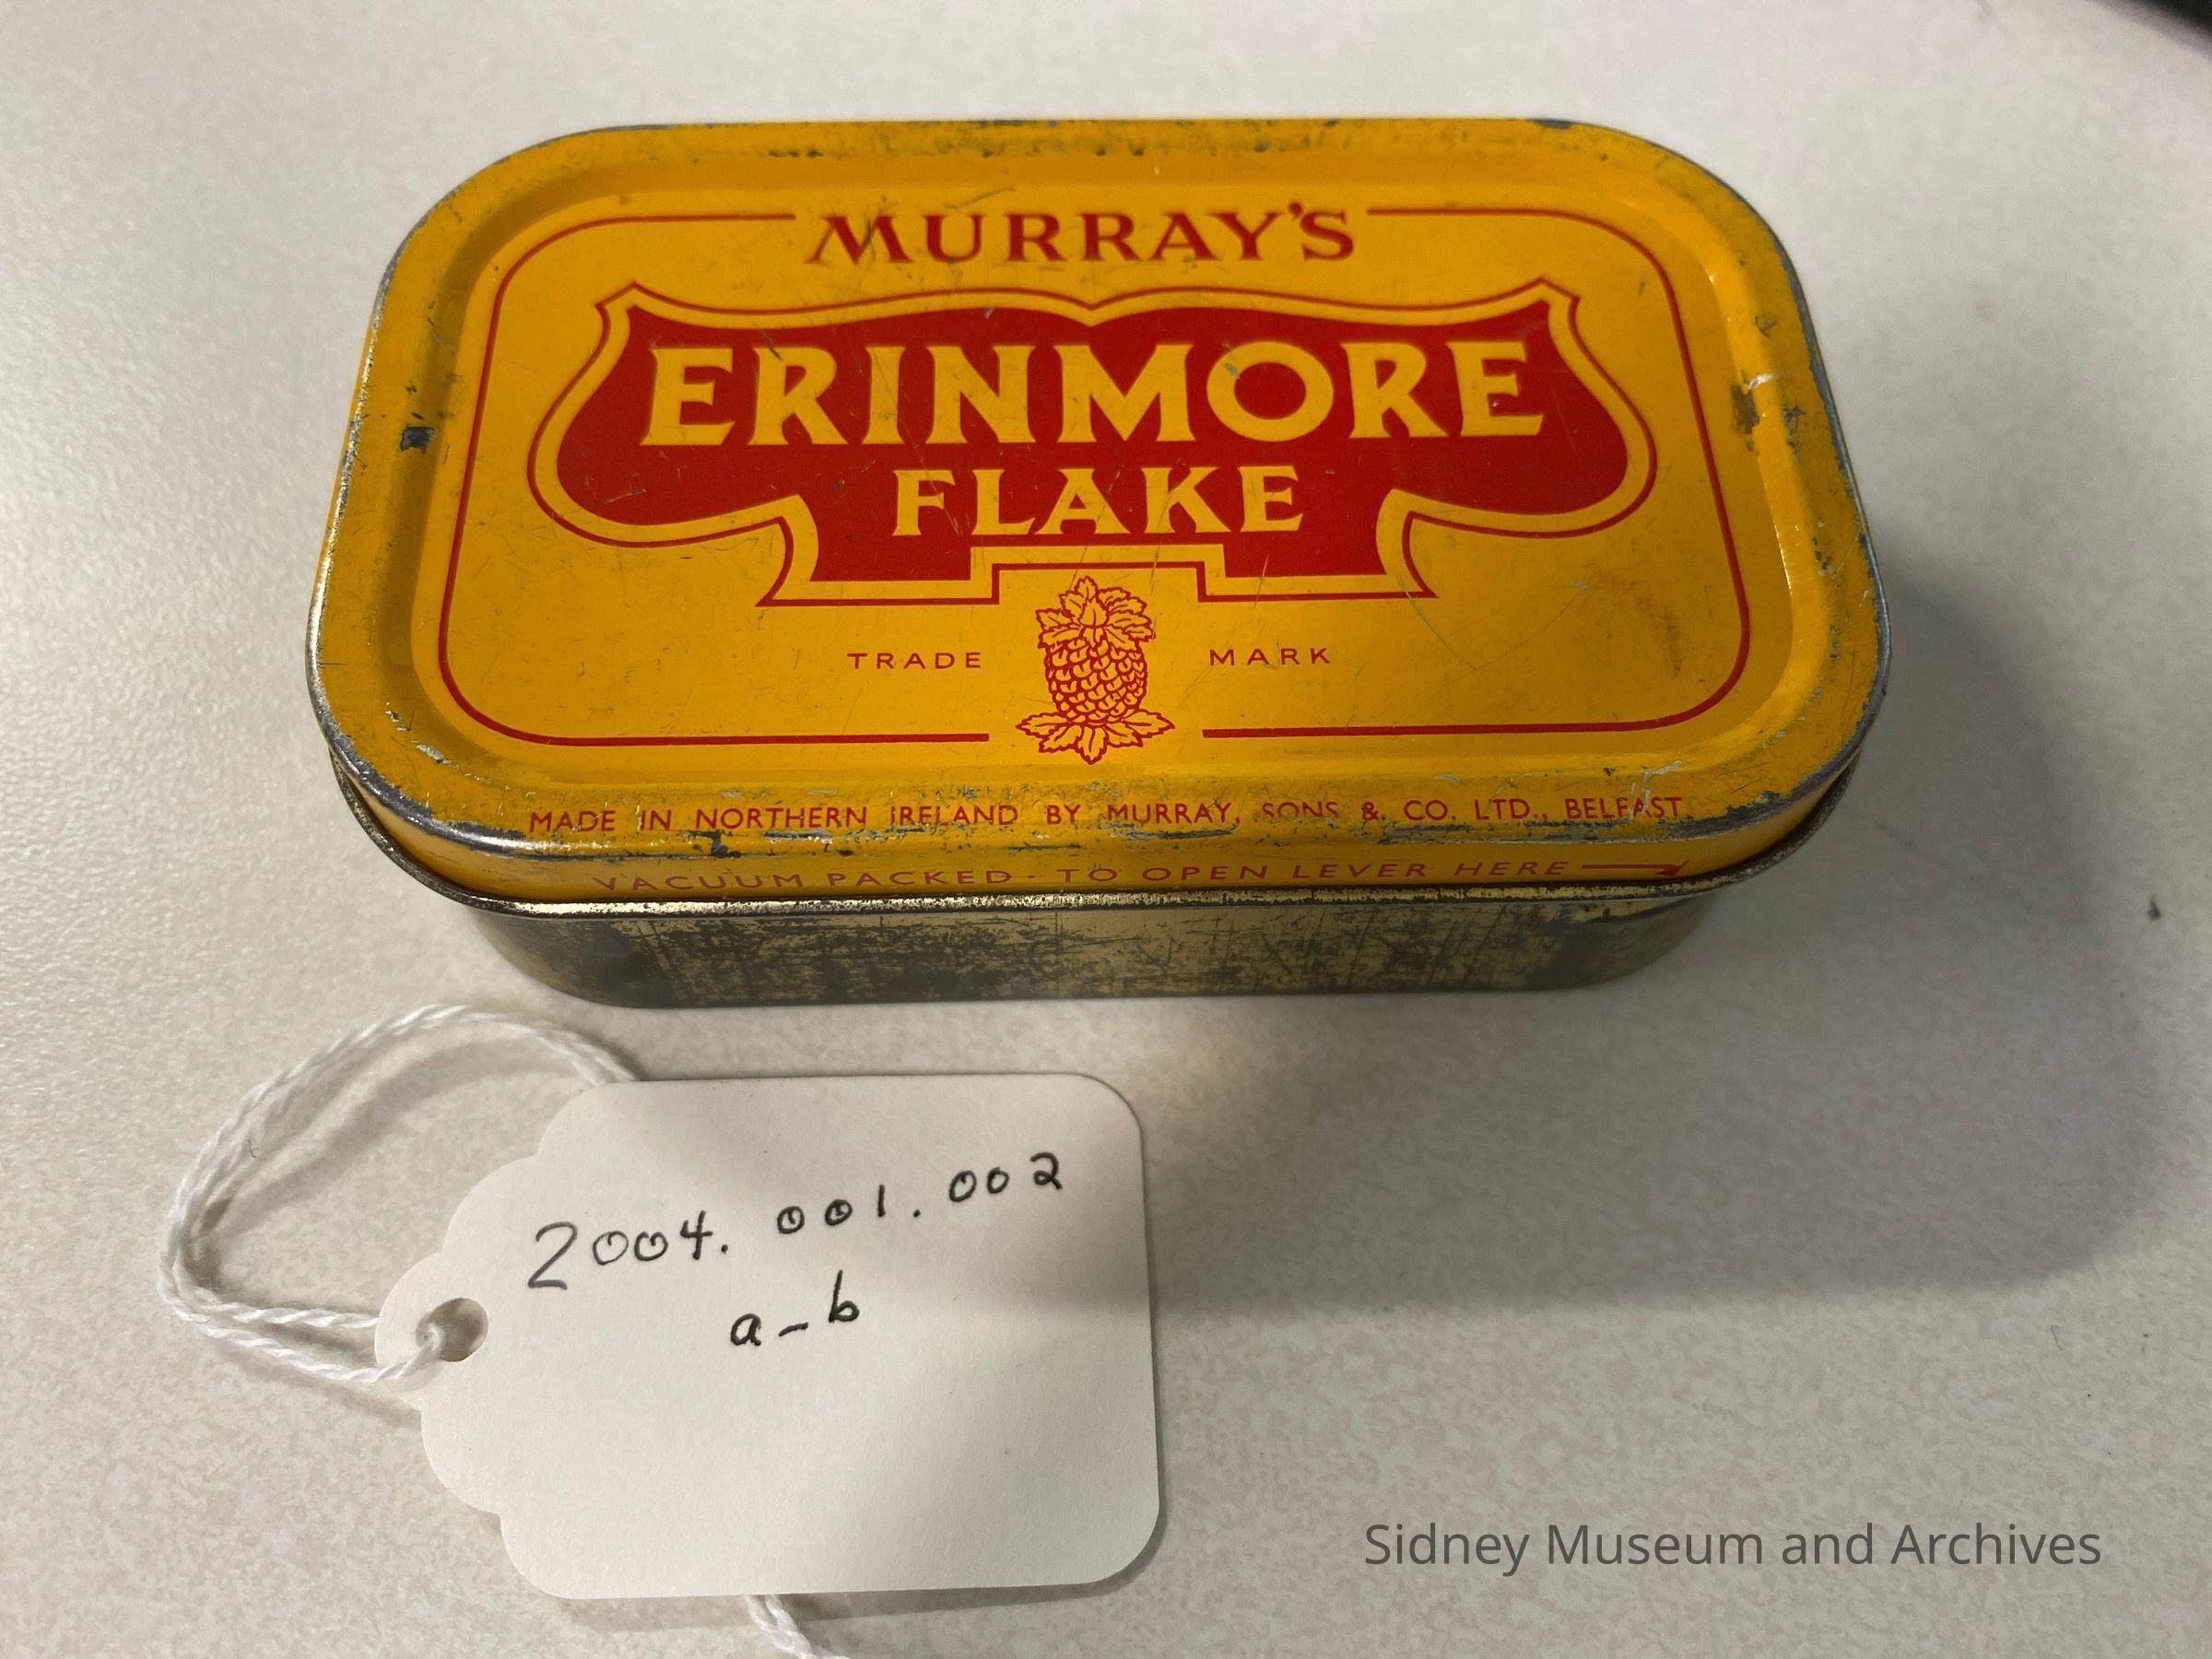 MURRAY'S
ERINMORE
FLAKE
TRADE MARK
MADE IN NORTHERN IRELAND BY MURRAY, SONS & CO. LTD., BELFAST.
VACUUM PACKED · TO OPEN LEVER HERE
2004.001.002
a-b
Sidney Museum and Archives